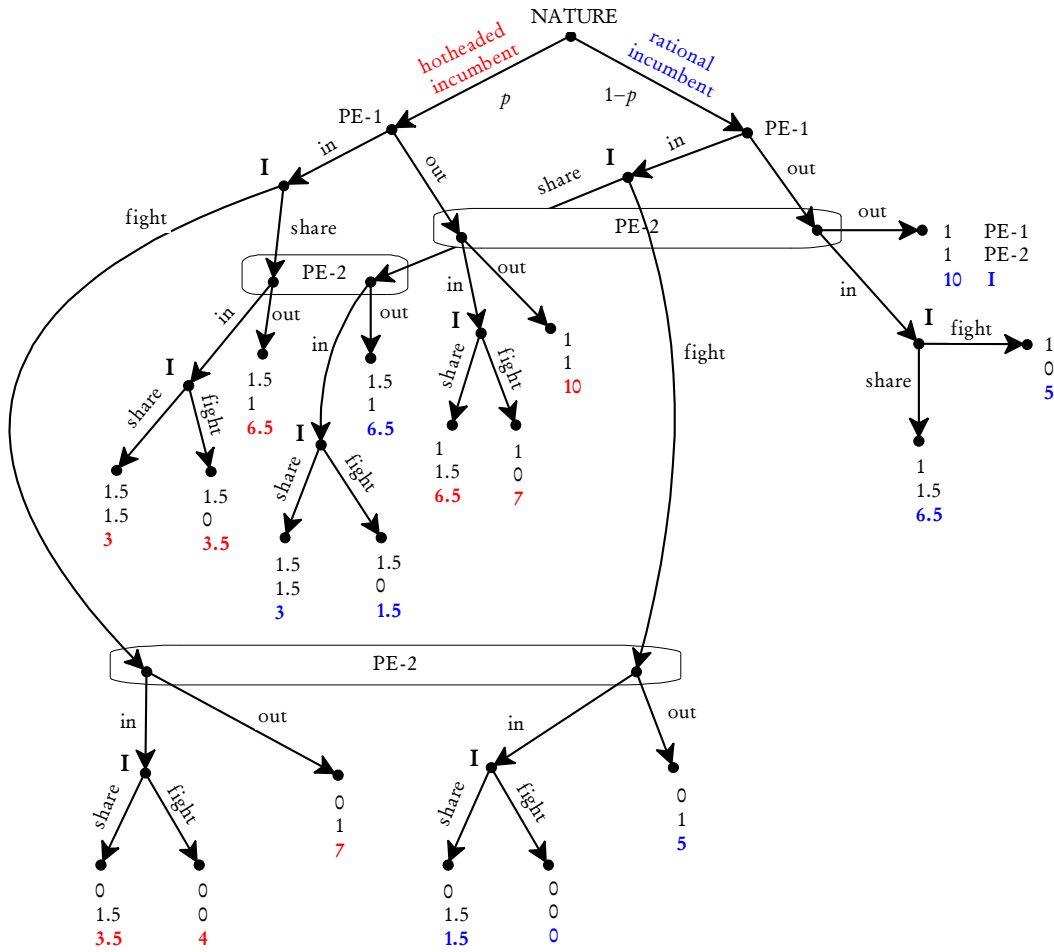 NATURE
hotheaded
incumbent
rational
incumbent
p
1–p
PE-1
PE-1
in
out
in
out
I
I
share
fight
share
PE-2
out
1 PE-1
1 PE-2
10 I
PE-2
in
out
in
out
in
out
in
fight
I
I
fight
1
0
5
share
1
1
10
I
share
fight
1.5
1
6.5
in
1.5
1
6.5
share
fight
I
1
1.5
6.5
1
0
7
1
1.5
6.5
1.5
1.5
3
1.5
0
3.5
share
fight
1.5
1.5
3
1.5
0
1.5
PE-2
in
out
in
out
I
I
share
fight
0
1
7
share
fight
0
1
5
0
1.5
3.5
0
0
4
0
1.5
1.5
0
0
0